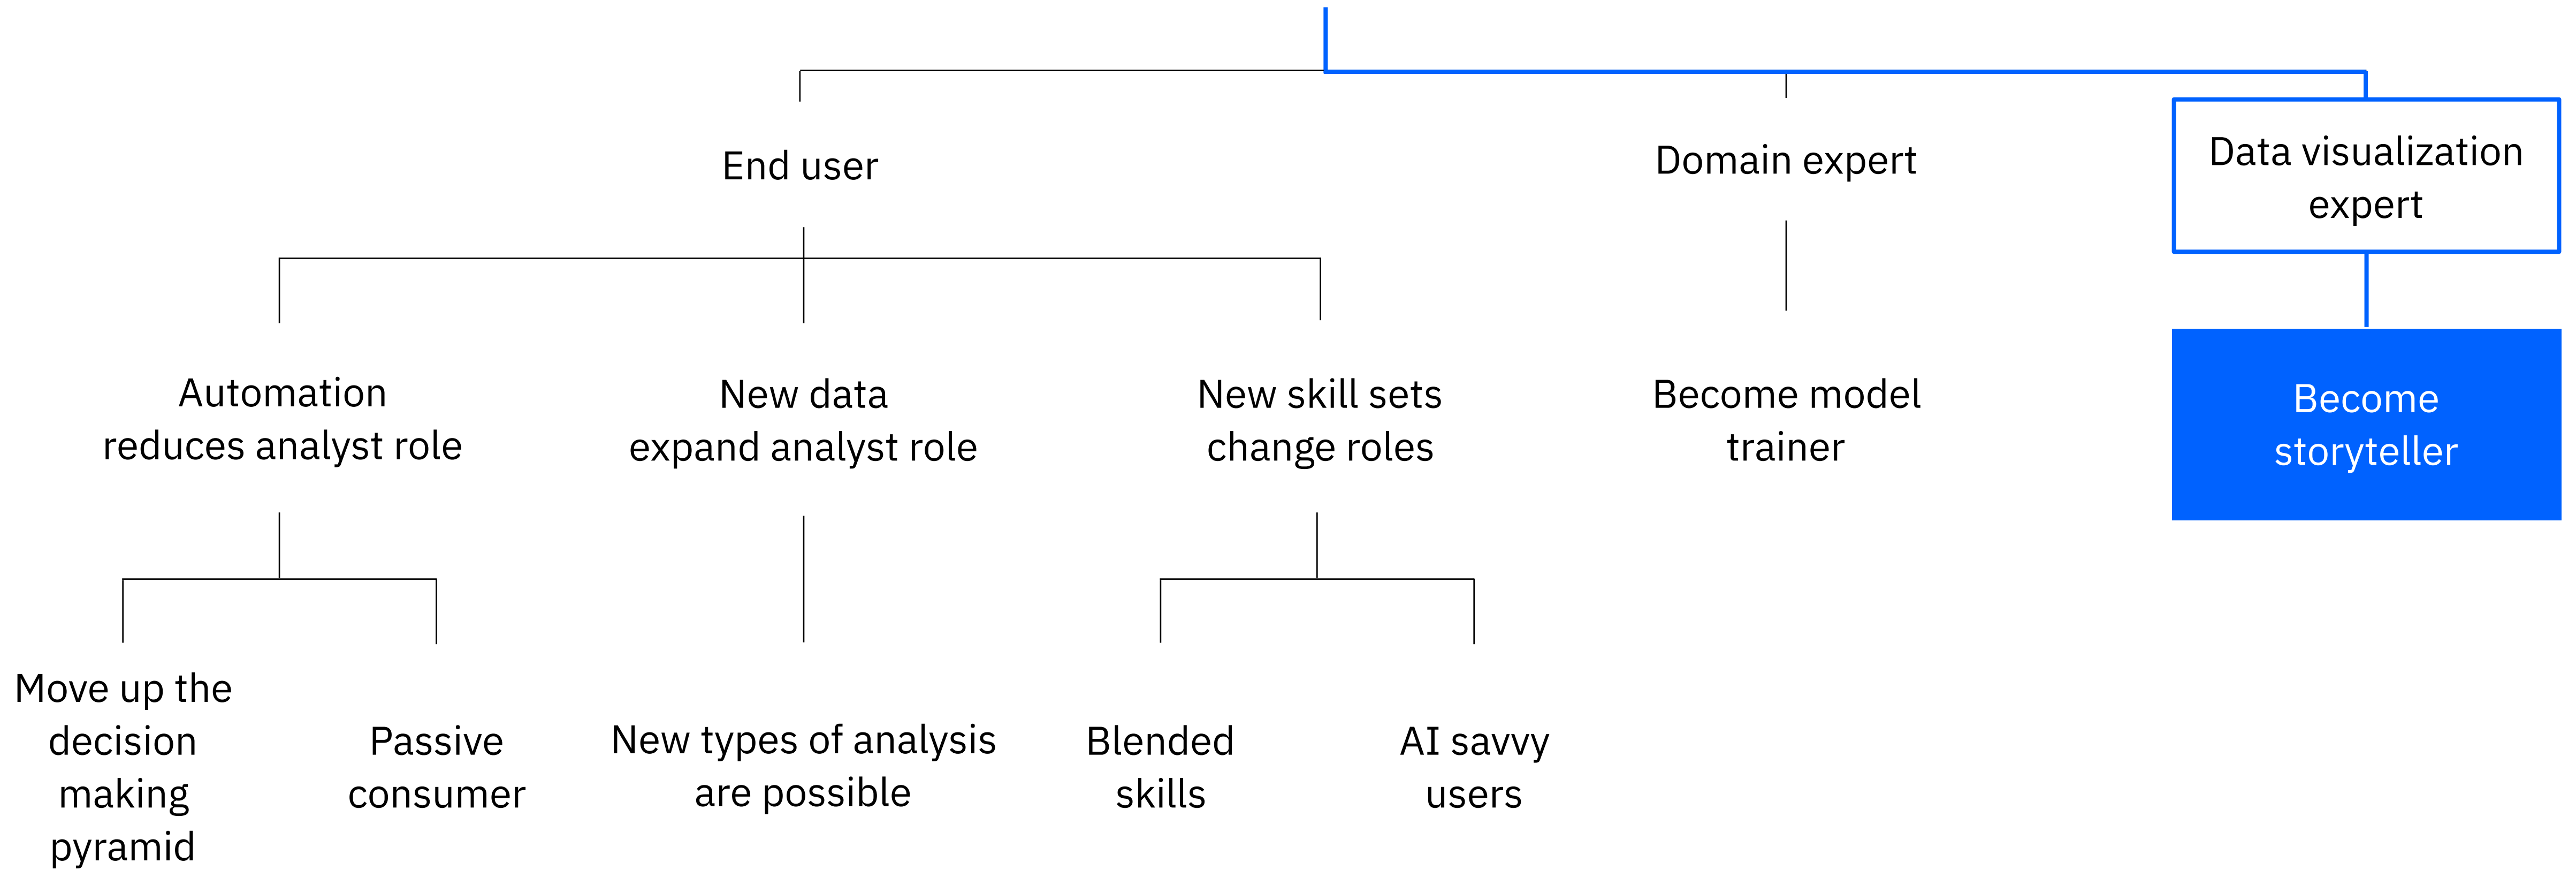 End user
Domain expert
Data visualization
expert
Automation
reduces analyst role
New data
expand analyst role
New skill sets
change roles
Become model
trainer
Become
storyteller
Move up the
decision
making
pyramid
Passive
consumer
New types of analysis
are possible
Blended
skills
AI savvy
users